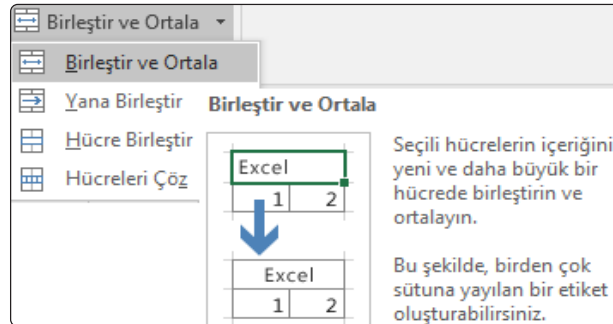 Birleştir ve Ortala
Birleştir ve Ortala
Yana Birleştir
Hücre Birleştir
Hücreleri Çöz
Birleştir ve Ortala
Excel
1 2
Excel
1 2
Seçili hücrelerin içeriğini
yeni ve daha büyük bir
hücrede birleştirin ve
ortalayın.
Bu şekilde, birden çok
sütuna yayılan bir etiket
oluşturabilirsiniz.